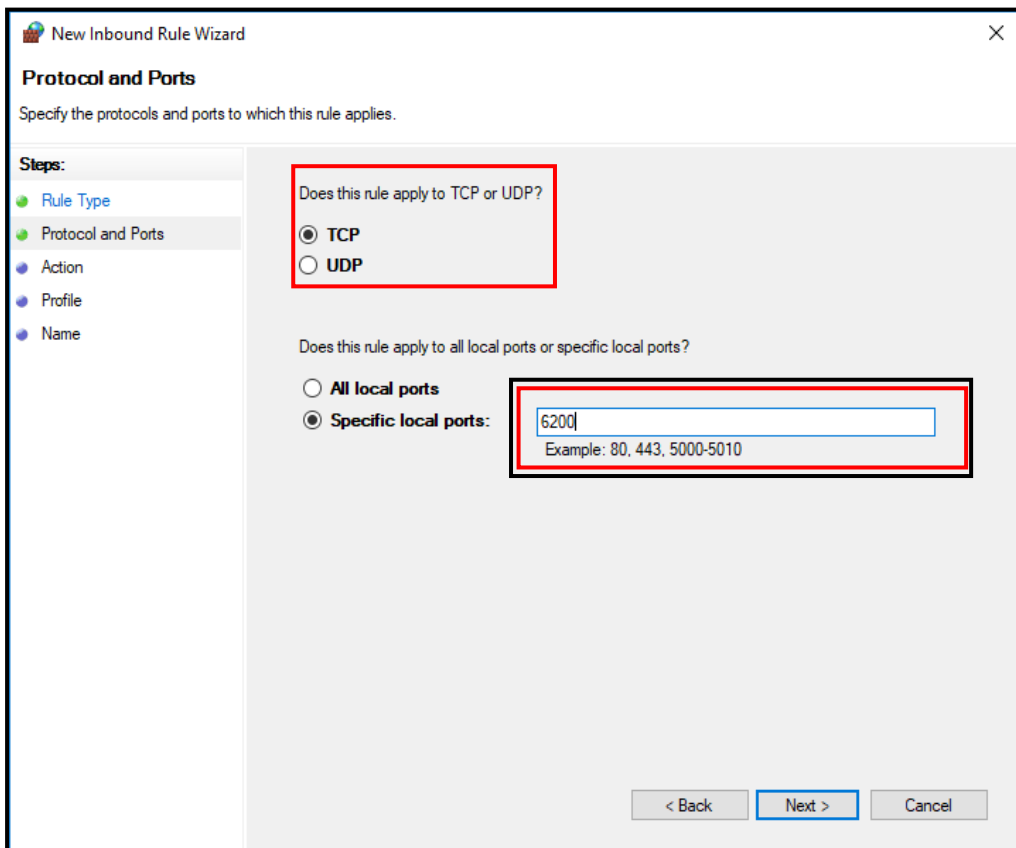 New Inbound Rule Wizard
Protocol and Ports
Specify the protocols and ports to which this rule applies.
Steps:
Rule Type
Protocol and Ports
Action
Profile
Name
Does this rule apply to TCP or UDP?
TCP
UDP
Does this rule apply to all local ports or specific local ports?
All local ports
Specific local ports:
6200
Example: 80, 443, 5000-5010
< Back
Next >
Cancel